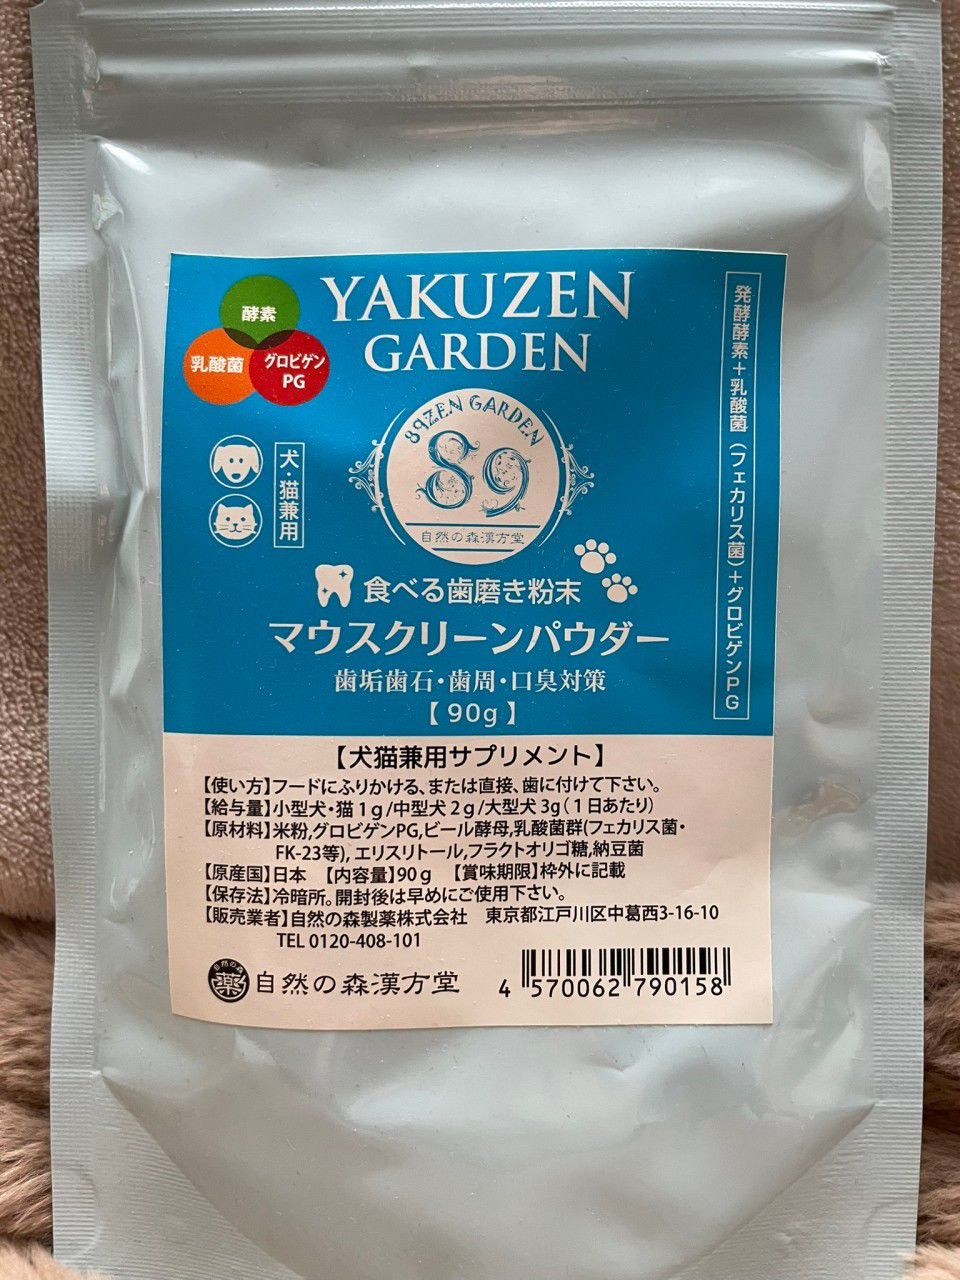 酵素
乳酸菌
グロビゲン
PG
YAKUZEN
GARDEN
89ZEN GARDEN
89
自然の森漢方堂
犬・猫兼用
発酵酵素+乳酸菌(フェカリス菌)+グロビゲンPG
食べる歯磨き粉末
マウスクリーンパウダー
歯垢歯石・歯周・口臭対策
【90g】
【犬猫兼用サプリメント】
【使い方】フードにふりかける、または直接、歯に付けて下さい。
【給与量】小型犬・猫1g/中型犬2g/大型犬3g(1日あたり)
【原材料】米粉,グロビゲンPG,ビール酵母,乳酸菌群(フェカリス菌・
FK-23等),エリスリトール,フラクトオリゴ糖,納豆菌
【原産国】日本 【内容量】90g 【賞味期限】枠外に記載
【保存法】冷暗所。開封後は早めにご使用下さい。
【販売業者】自然の森製薬株式会社 東京都江戸川区中葛西3-16-10
TEL 0120-408-101
自然の森
薬
自然の森漢方堂
4 570062 790158